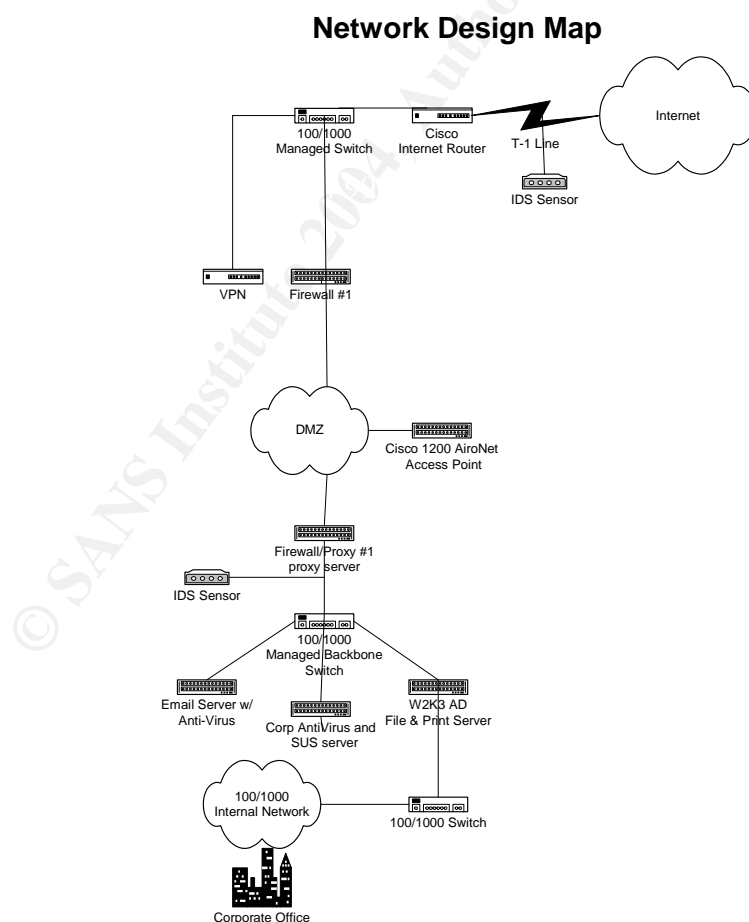 Network Design Map
Internet
100/1000
Managed Switch
Cisco
Internet Router
T-1 Line
IDS Sensor
VPN
Firewall #1
DMZ
Cisco 1200 AiroNet
Access Point
Firewall/Proxy #1
proxy server
IDS Sensor
100/1000
Managed Backbone
Switch
Email Server w/
Anti-Virus
Corp AntiVirus and
SUS server
W2K3 AD
File & Print Server
100/1000
Internal Network
100/1000 Switch
Corporate Office
© SANS Institute 2004, Autho